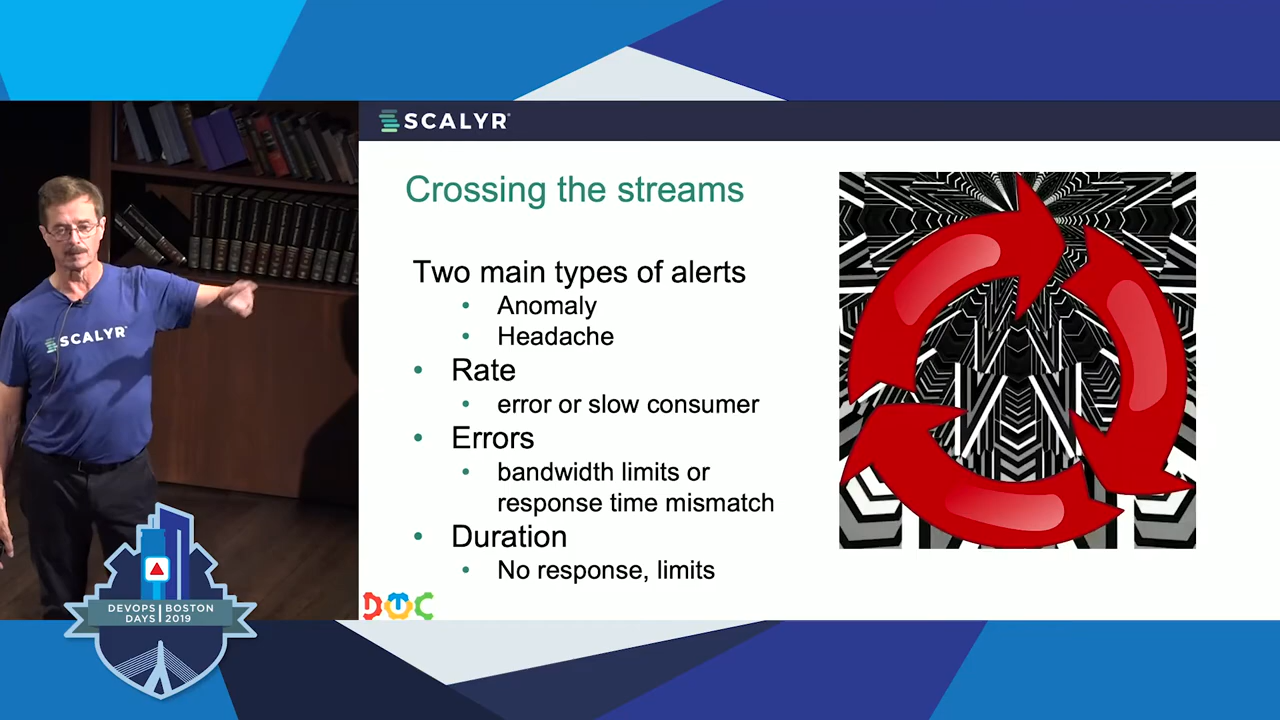 SCALYR
Crossing the streams
Two main types of alerts
• Anomaly
• Headache
• Rate
• error or slow consumer
• Errors
• bandwidth limits or
response time mismatch
• Duration
• No response, limits
SCALYR
DEVOPS BOSTON
DAYS 2019